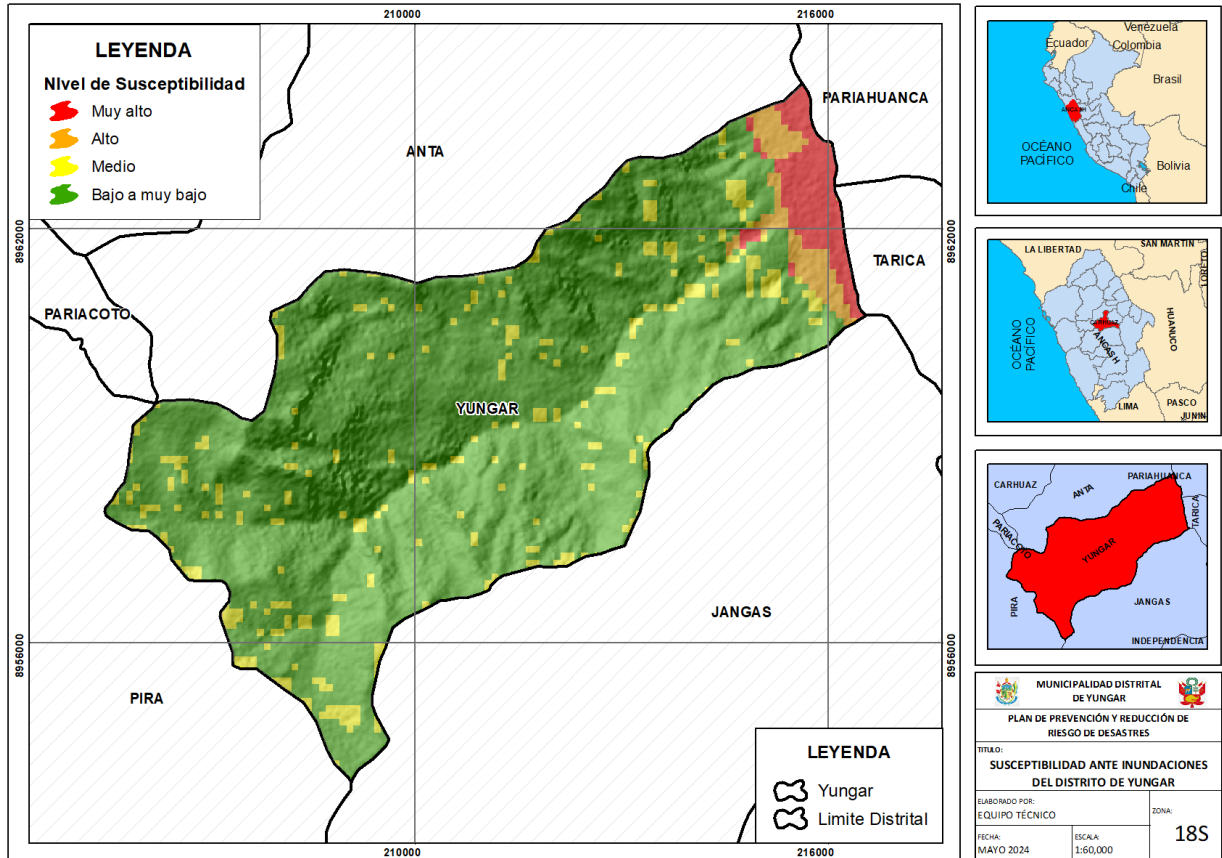 210000
216000
LEYENDA
NIvel de Susceptibilidad
Muy alto
Alto
Medio
Bajo a muy bajo
ANTA
PARIAHUANCA
8962000
8962000
TARICA
PARIACOTO
YUNGAR
JANGAS
8956000
8956000
PIRA
LEYENDA
Yungar
Limite Distrital
210000
216000
Venezuela
Ecuador
Colombia
Brasil
ANCASH
OCÉANO
PACÍFICO
Bolivia
Chile
LA LIBERTAD
SAN MARTIN
LORETO
CARHUAZ
HUANUCO
OCÉANO
PACÍFICO
ANCASH
LIMA
PASCO
JUNIN
CARHUAZ
ANTA
PARIAHUANCA
TARICA
PARIACOTO
YUNGAR
PIRA
JANGAS
INDEPENDENCIA
MUNICIPALIDAD DISTRITAL
DE YUNGAR
PLAN DE PREVENCIÓN Y REDUCCIÓN DE
RIESGO DE DESASTRES
TITULO:
SUSCEPTIBILIDAD ANTE INUNDACIONES
DEL DISTRITO DE YUNGAR
ELABORADO POR:
EQUIPO TÉCNICO
ZONA:
18S
FECHA:
MAYO 2024
ESCALA:
1:60,000